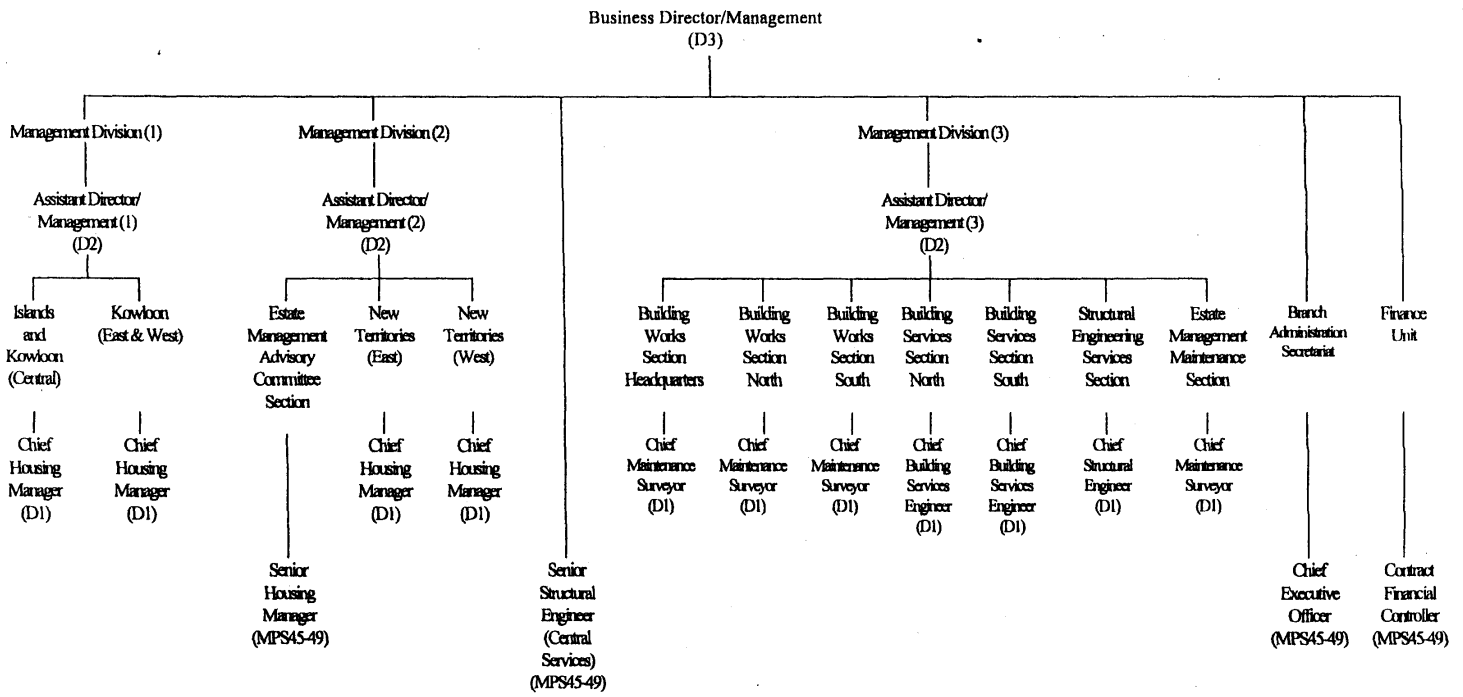 Business Director/Management
(D3)
Management Division (1)
Management Division (2)
Management Division (3)
Assistant Director/
Management (1)
(D2)
Assistant Director/
Management (2)
(D2)
Assistant Director/
Management (3)
(D2)
Islands
and
Kowloon
(Central)
Kowloon
(East & West)
Estate
Management
Advisory
Committee
Section
New
Territories
(East)
New
Territories
(West)
Building
Works
Section
Headquarters
Building
Works
Section
North
Building
Works
Section
South
Building
Services
Section
North
Building
Services
Section
South
Structural
Engineering
Services
Section
Estate
Management
Maintenance
Section
Branch
Administration
Secretariat
Finance
Unit
Chief
Housing
Manager
(D1)
Chief
Housing
Manager
(D1)
Chief
Housing
Manager
(D1)
Chief
Housing
Manager
(D1)
Chief
Maintenance
Surveyor
(D1)
Chief
Maintenance
Surveyor
(D1)
Chief
Maintenance
Surveyor
(D1)
Chief
Building
Services
Engineer
(D1)
Chief
Building
Services
Engineer
(D1)
Chief
Structural
Engineer
(D1)
Chief
Maintenance
Surveyor
(D1)
Senior
Housing
Manager
(MPS45-49)
Senior
Structural
Engineer
(Central
Services)
(MPS45-49)
Chief
Executive
Officer
(MPS45-49)
Contract
Financial
Controller
(MPS45-49)